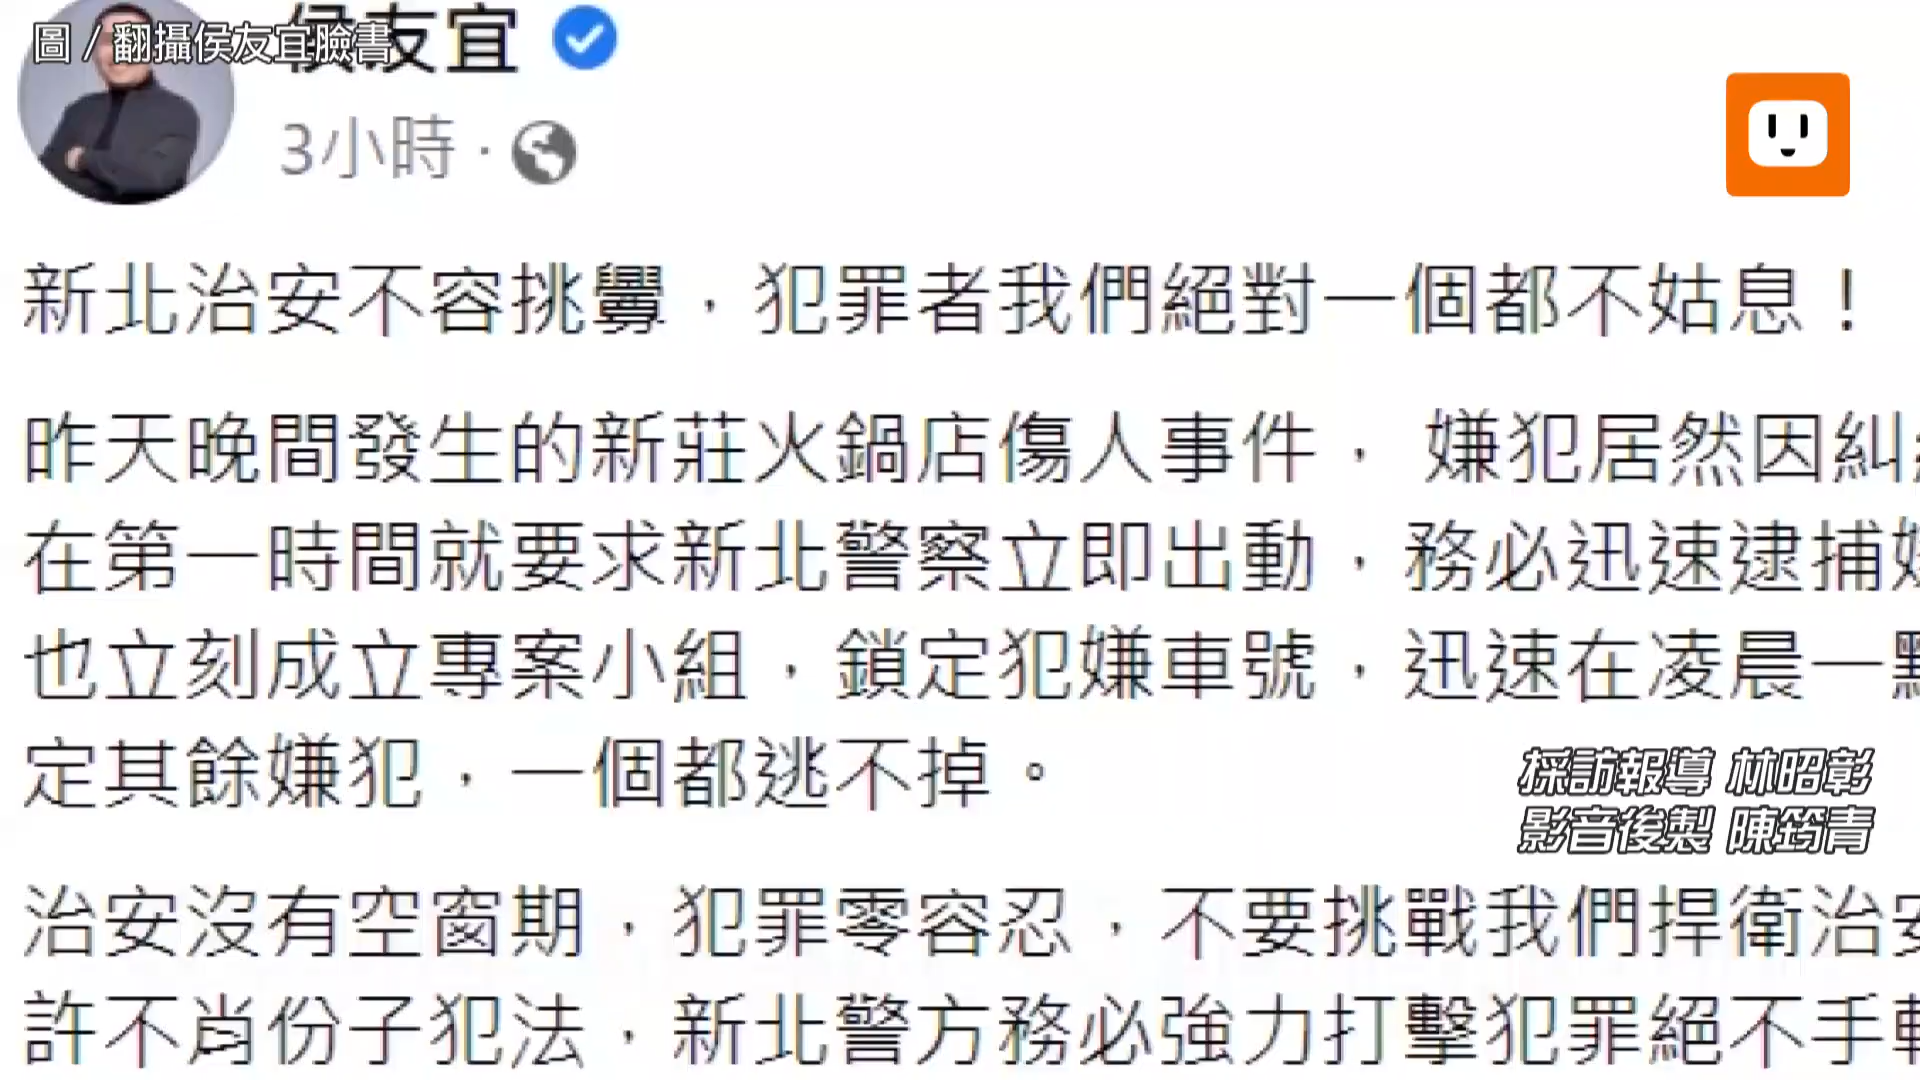 圖/翻攝侯友宜臉書
侯友宜
3小時·
新北治安不容挑釁，犯罪者我們絕對一個都不姑息！
昨天晚間發生的新莊火鍋店傷人事件， 嫌犯居然因糾
在第一時間就要求新北警察立即出動，務必迅速逮捕
也立刻成立專案小組，鎖定犯嫌車號，迅速在凌晨一
定其餘嫌犯，一個都逃不掉。
採訪報導 林昭彰
影音後製 陳筠青
治安沒有空窗期，犯罪零容忍，不要挑戰我們捍衛治安
許不肖份子犯法，新北警方務必強力打擊犯罪絕不手